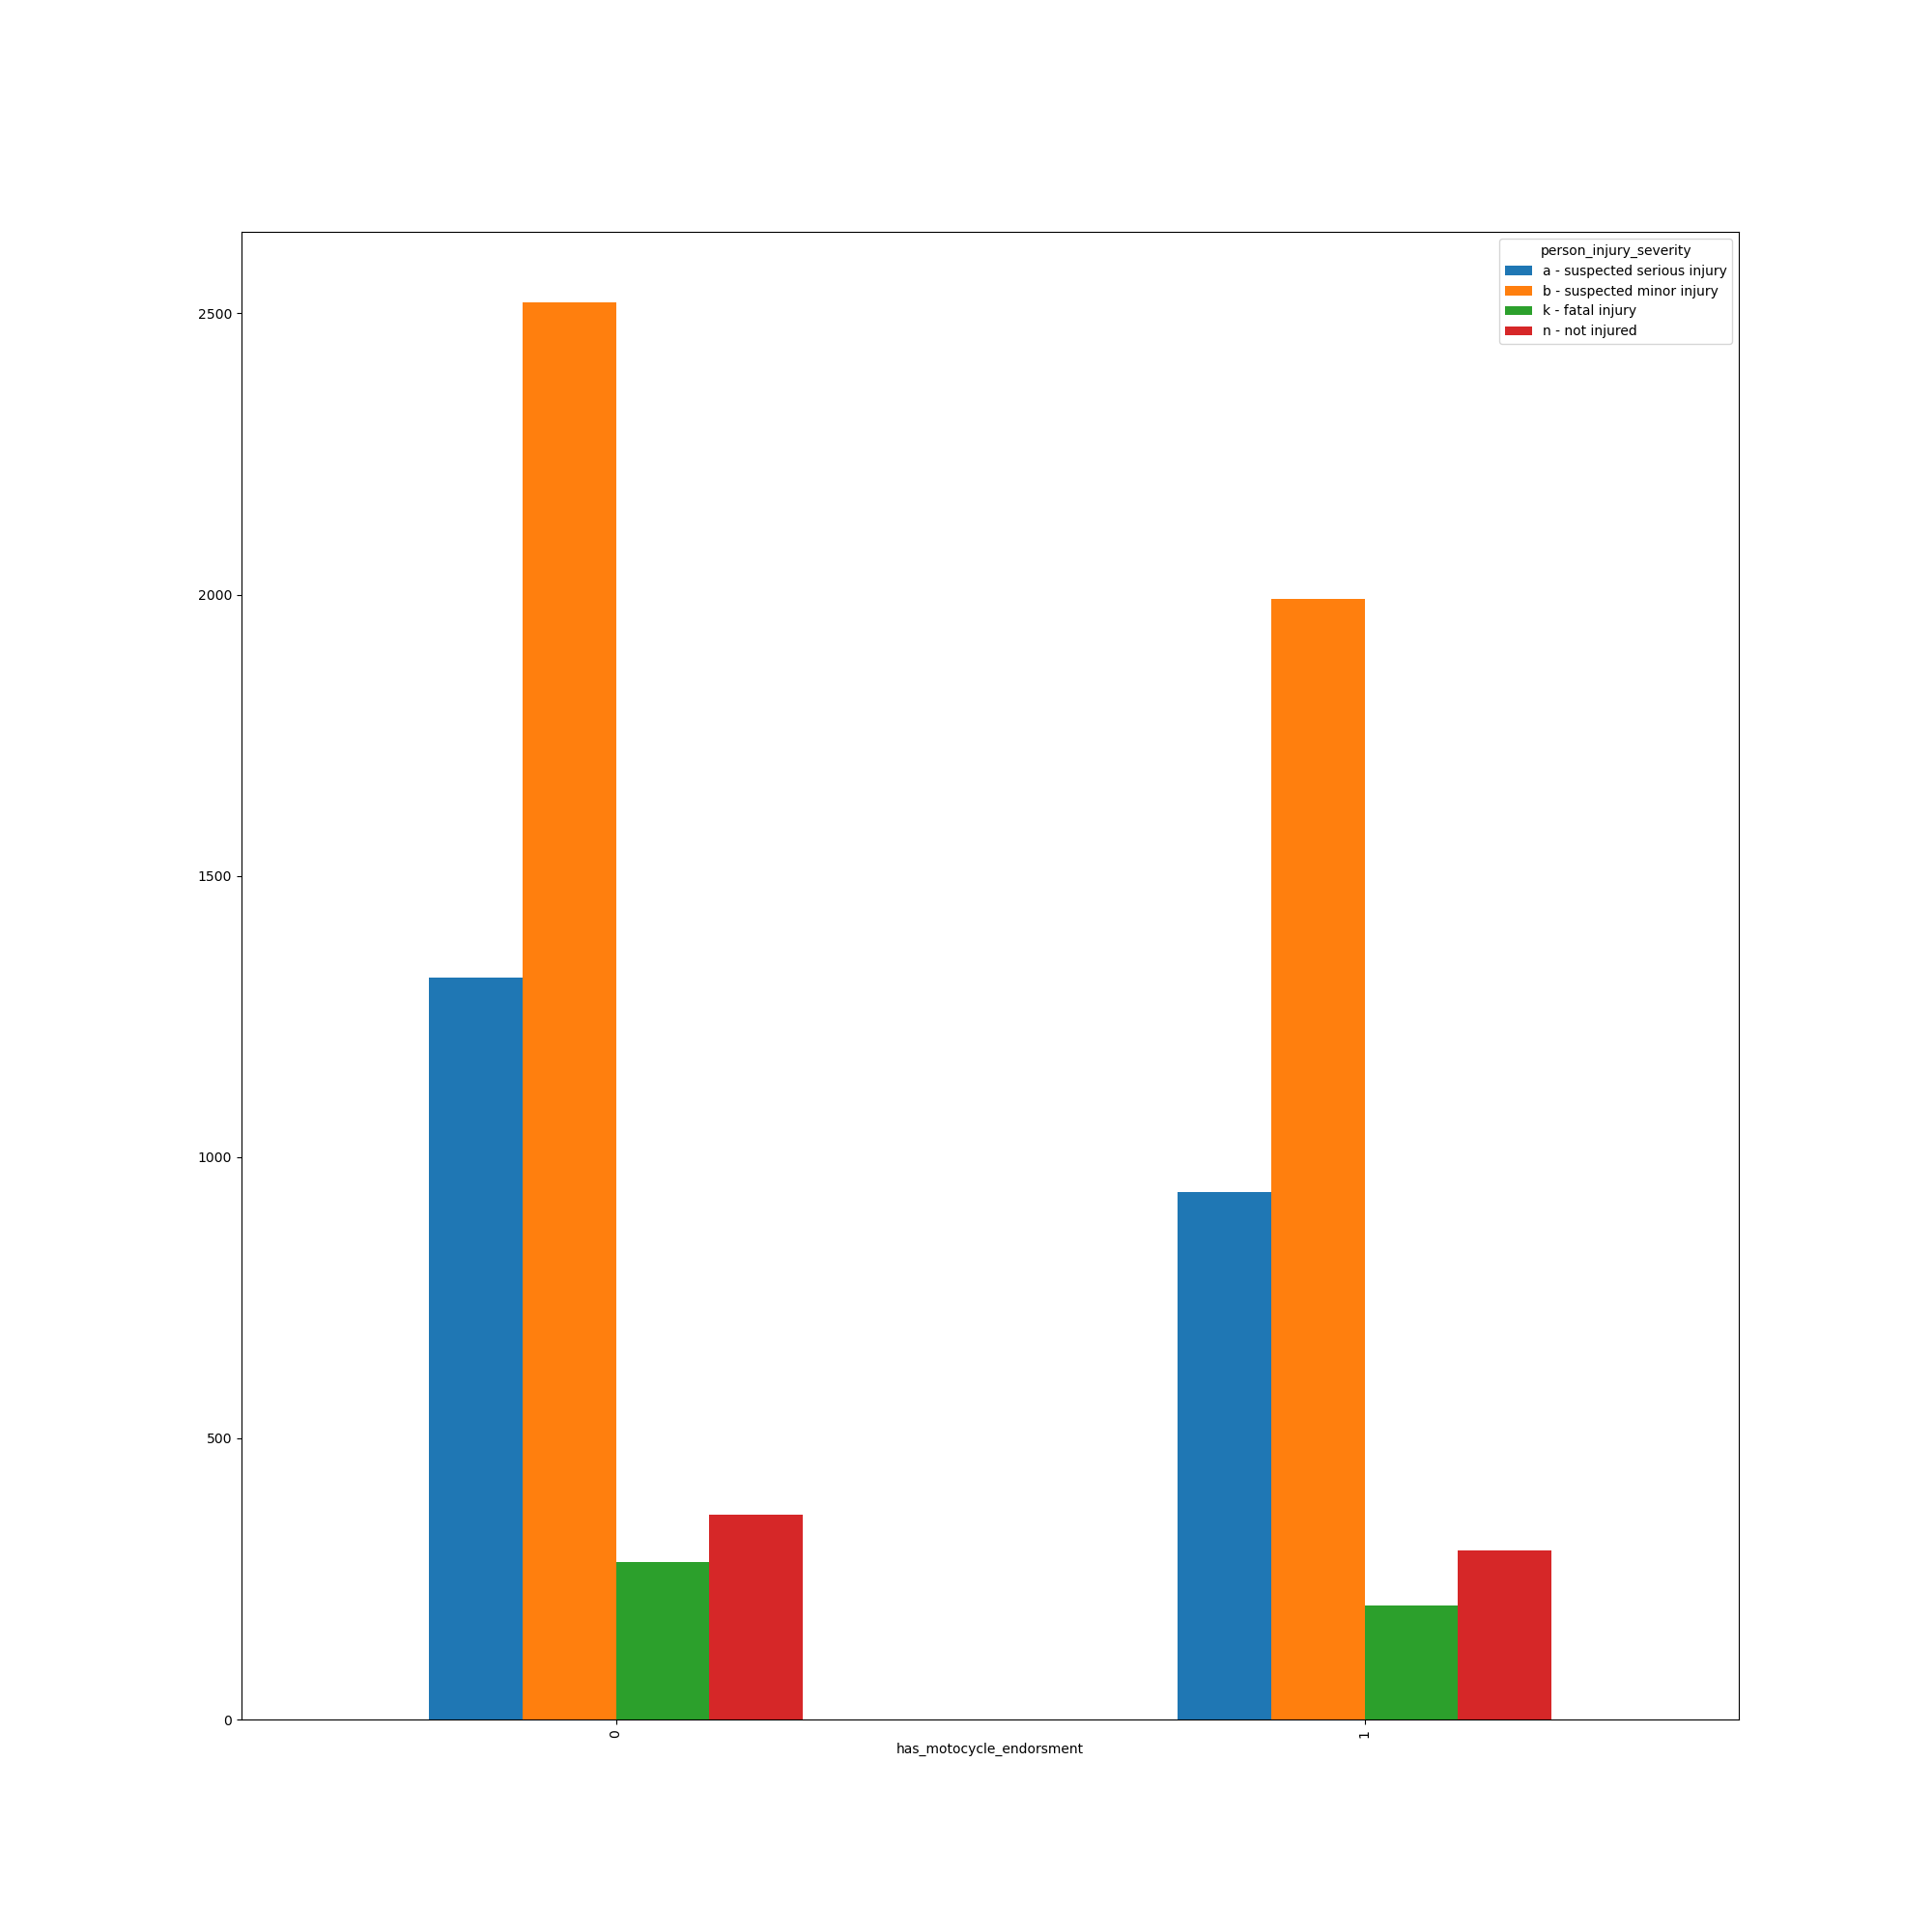 person_injury_severity
a - suspected serious injury
b - suspected minor injury
k - fatal injury
n - not injured
2500
2000
1500
1000
500
0
0
1
has_motocycle_endorsment